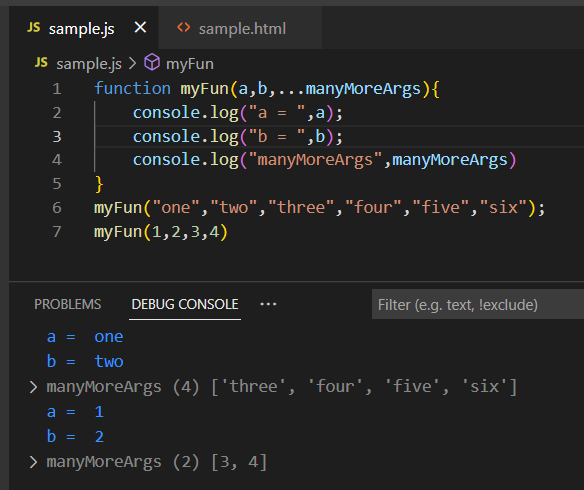 JS sample.js × <> sample.html
JS sample.js > myFun
1 function myFun(a,b,...manyMoreArgs){
2     console.log("a = ",a);
3     console.log("b = ",b);
4     console.log("manyMoreArgs",manyMoreArgs)
5 }
6 myFun("one","two","three","four","five","six");
7 myFun(1,2,3,4)
PROBLEMS DEBUG CONSOLE ··· Filter (e.g. text, !exclude)
a =  one
b =  two
> manyMoreArgs (4) ['three', 'four', 'five', 'six']
a =  1
b =  2
> manyMoreArgs (2) [3, 4]